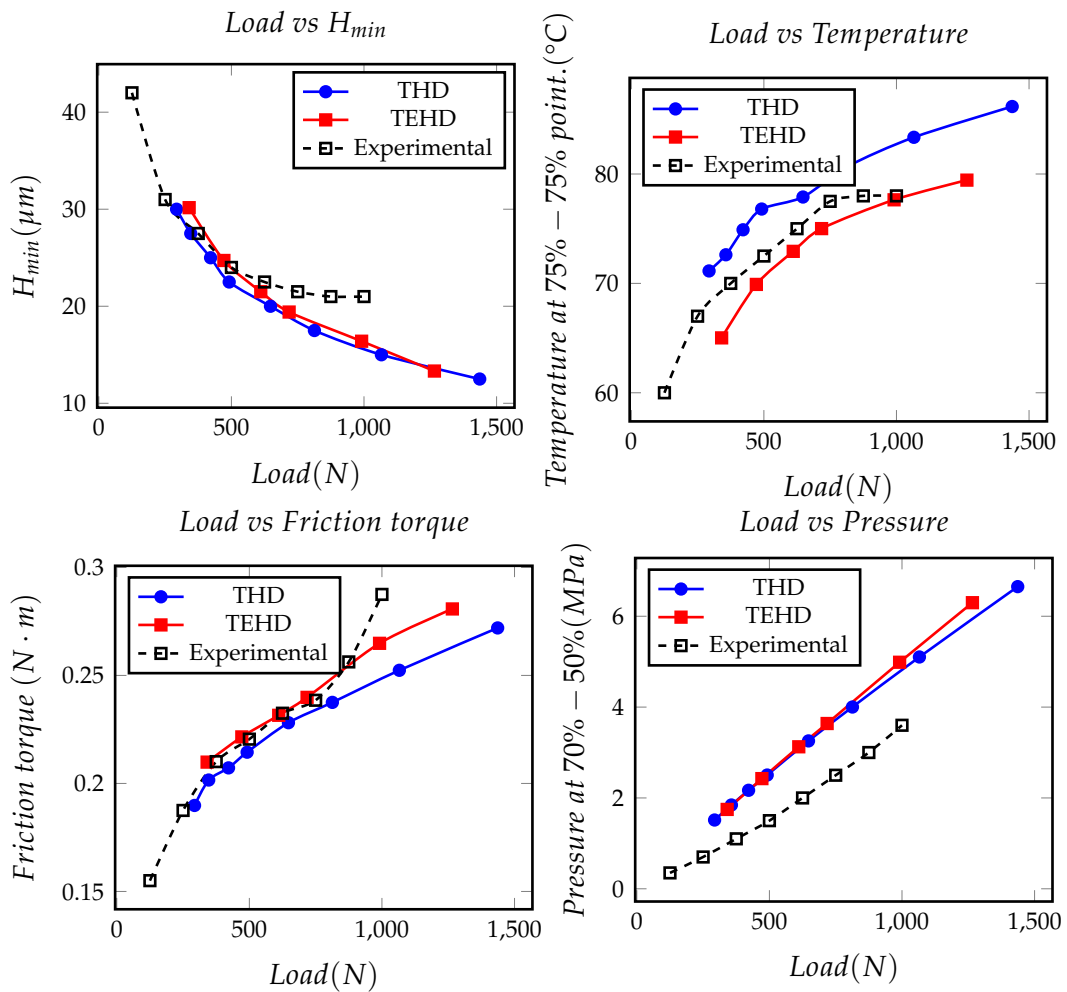 Load vs H_min
H_min(μm)
40
30
20
10
THD
TEHD
Experimental
0 500 1,000 1,500
Load(N)
Load vs Temperature
Temperature at 75% − 75% point.(°C)
80
70
60
THD
TEHD
Experimental
0 500 1,000 1,500
Load(N)
Load vs Friction torque
Friction torque (N · m)
0.3
0.25
0.2
0.15
THD
TEHD
Experimental
0 500 1,000 1,500
Load(N)
Load vs Pressure
Pressure at 70% − 50%(MPa)
6
4
2
0
THD
TEHD
Experimental
0 500 1,000 1,500
Load(N)